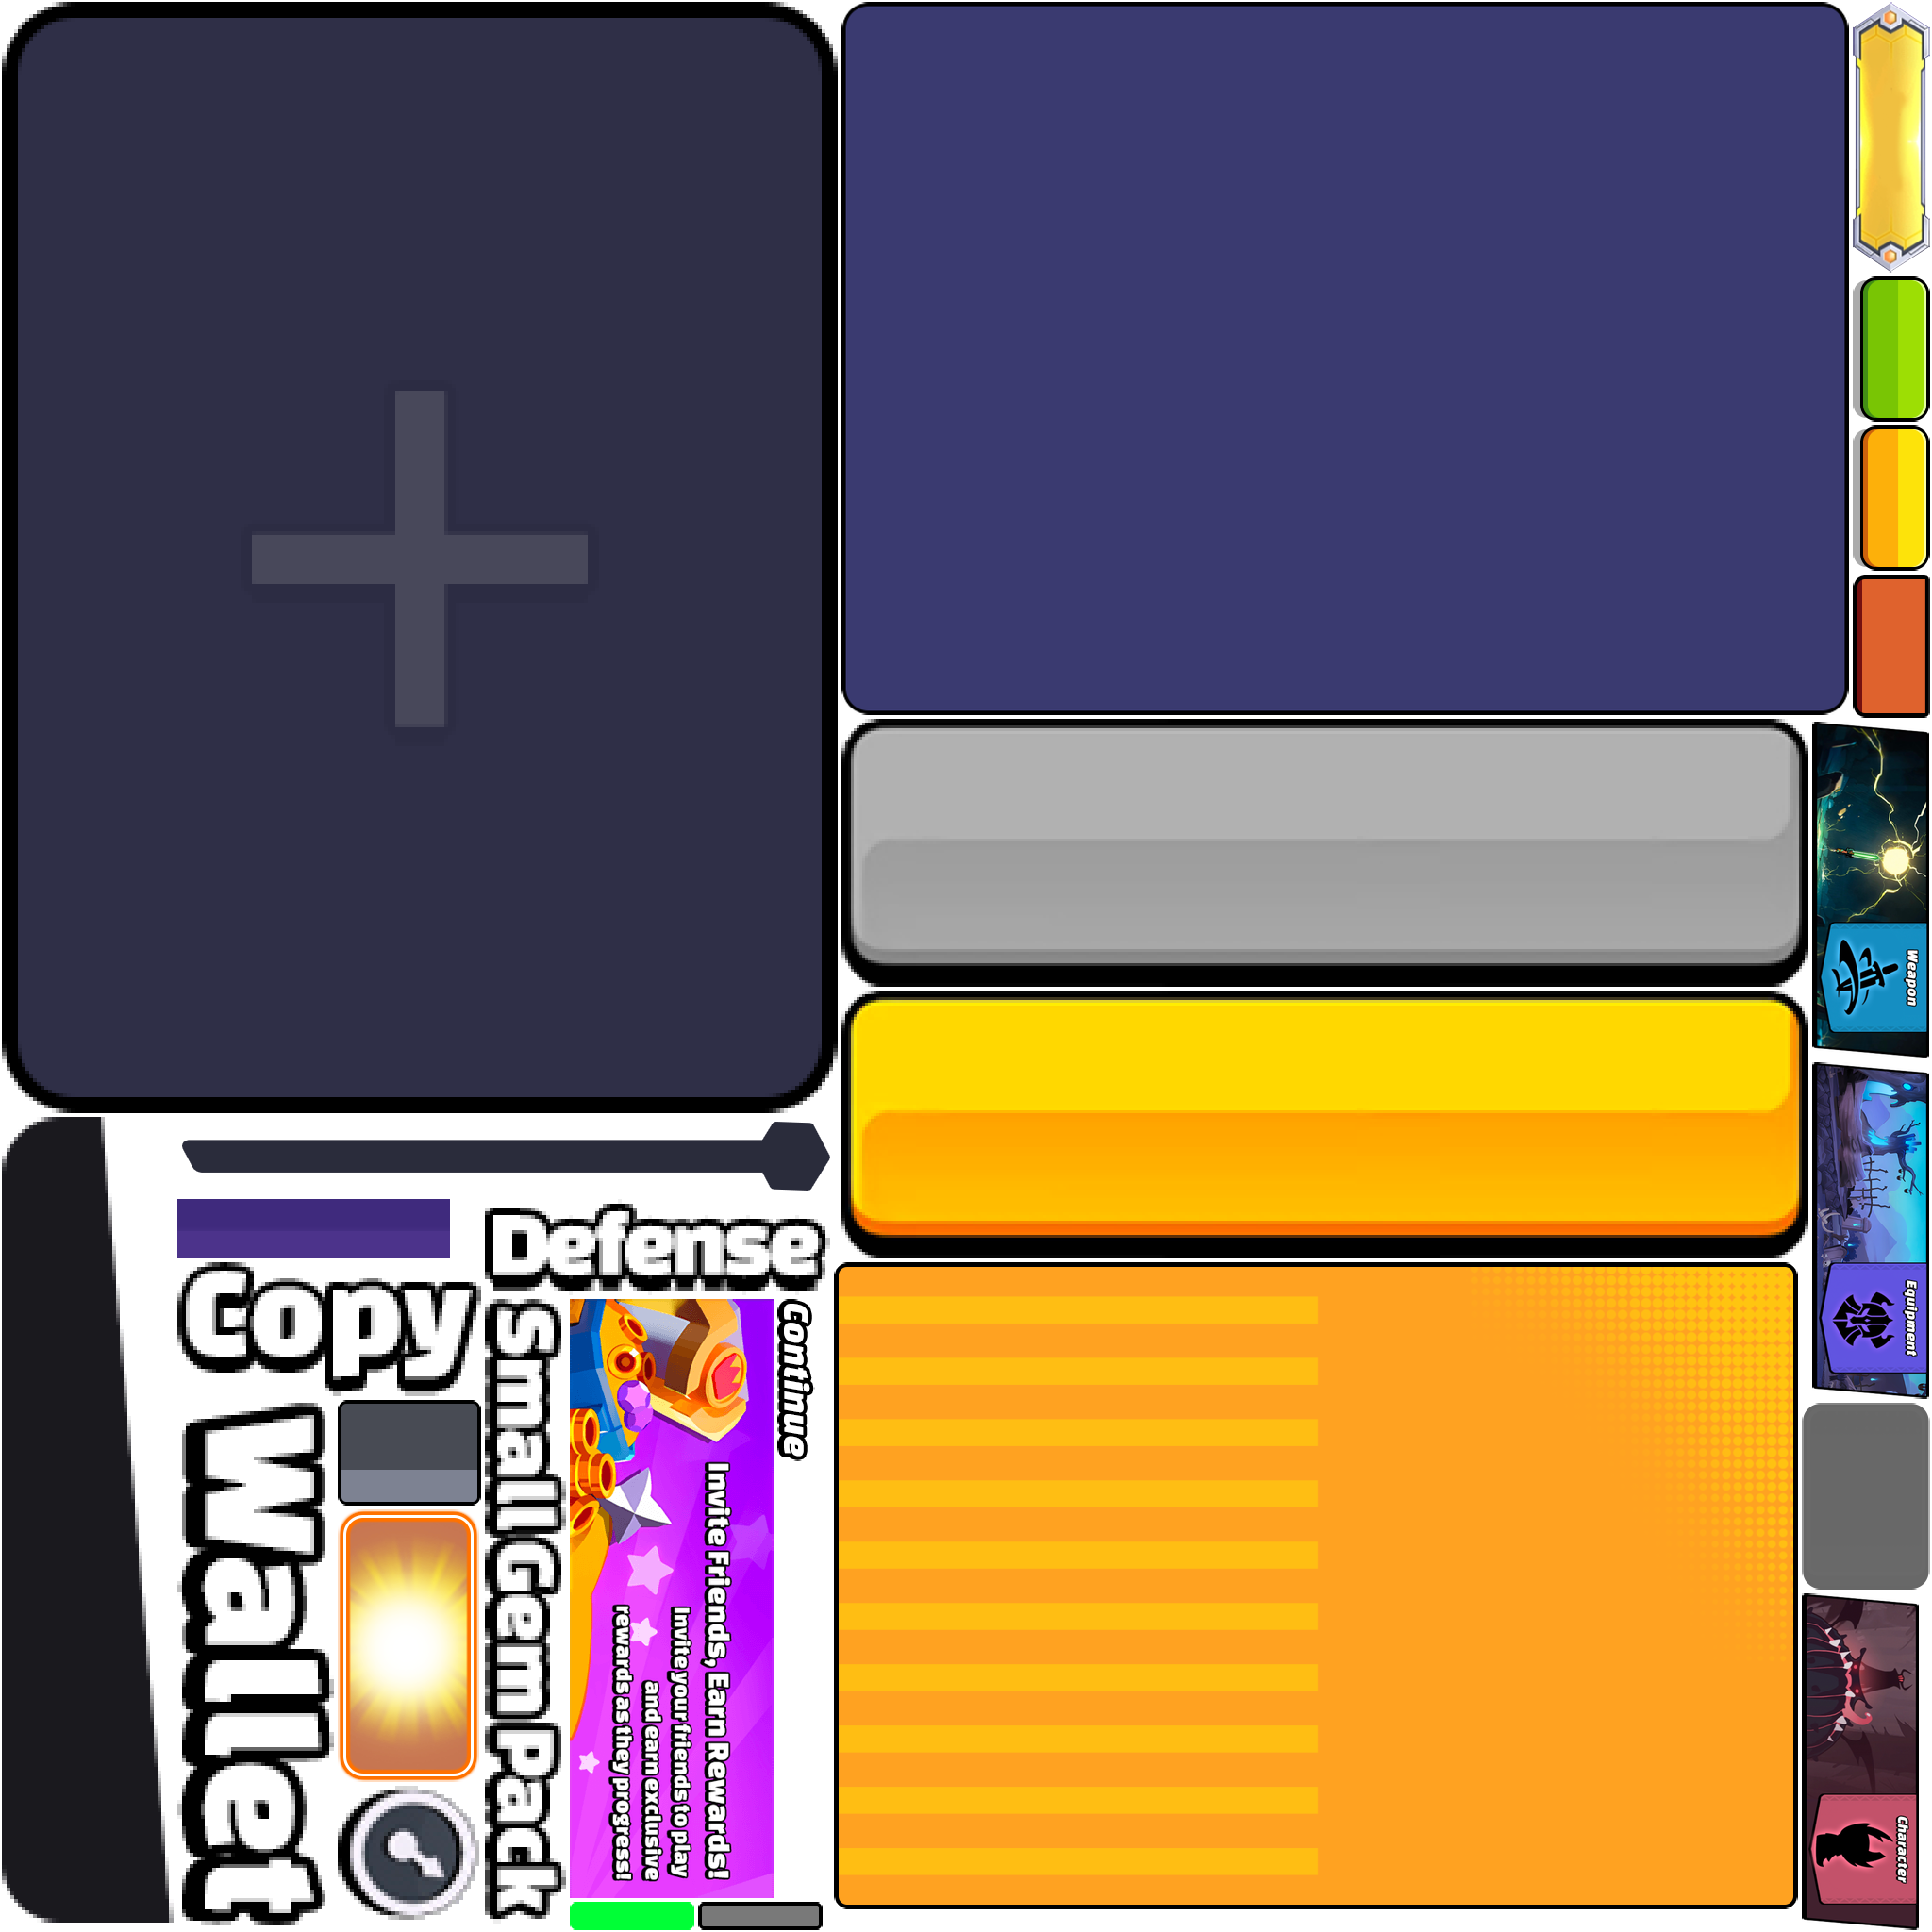 Defense
Copy
Wallet
Small Gem Pack
Continue
Invite Friends, Earn Rewards!
Invite your friends to play
and earn exclusive
rewards as they progress!
Weapon
Equipment
Character